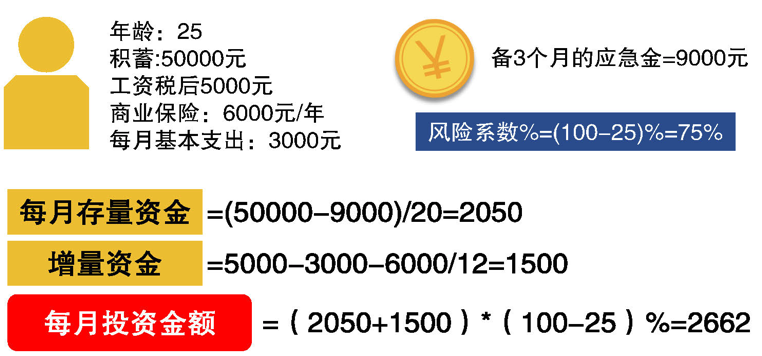 年龄：25
积蓄:50000元
工资税后5000元
商业保险：6000元/年
每月基本支出：3000元
¥
备3个月的应急金=9000元
风险系数%=(100-25)%=75%
每月存量资金=(50000-9000)/20=2050
增量资金=5000-3000-6000/12=1500
每月投资金额=（2050+1500）*（100-25）%=2662